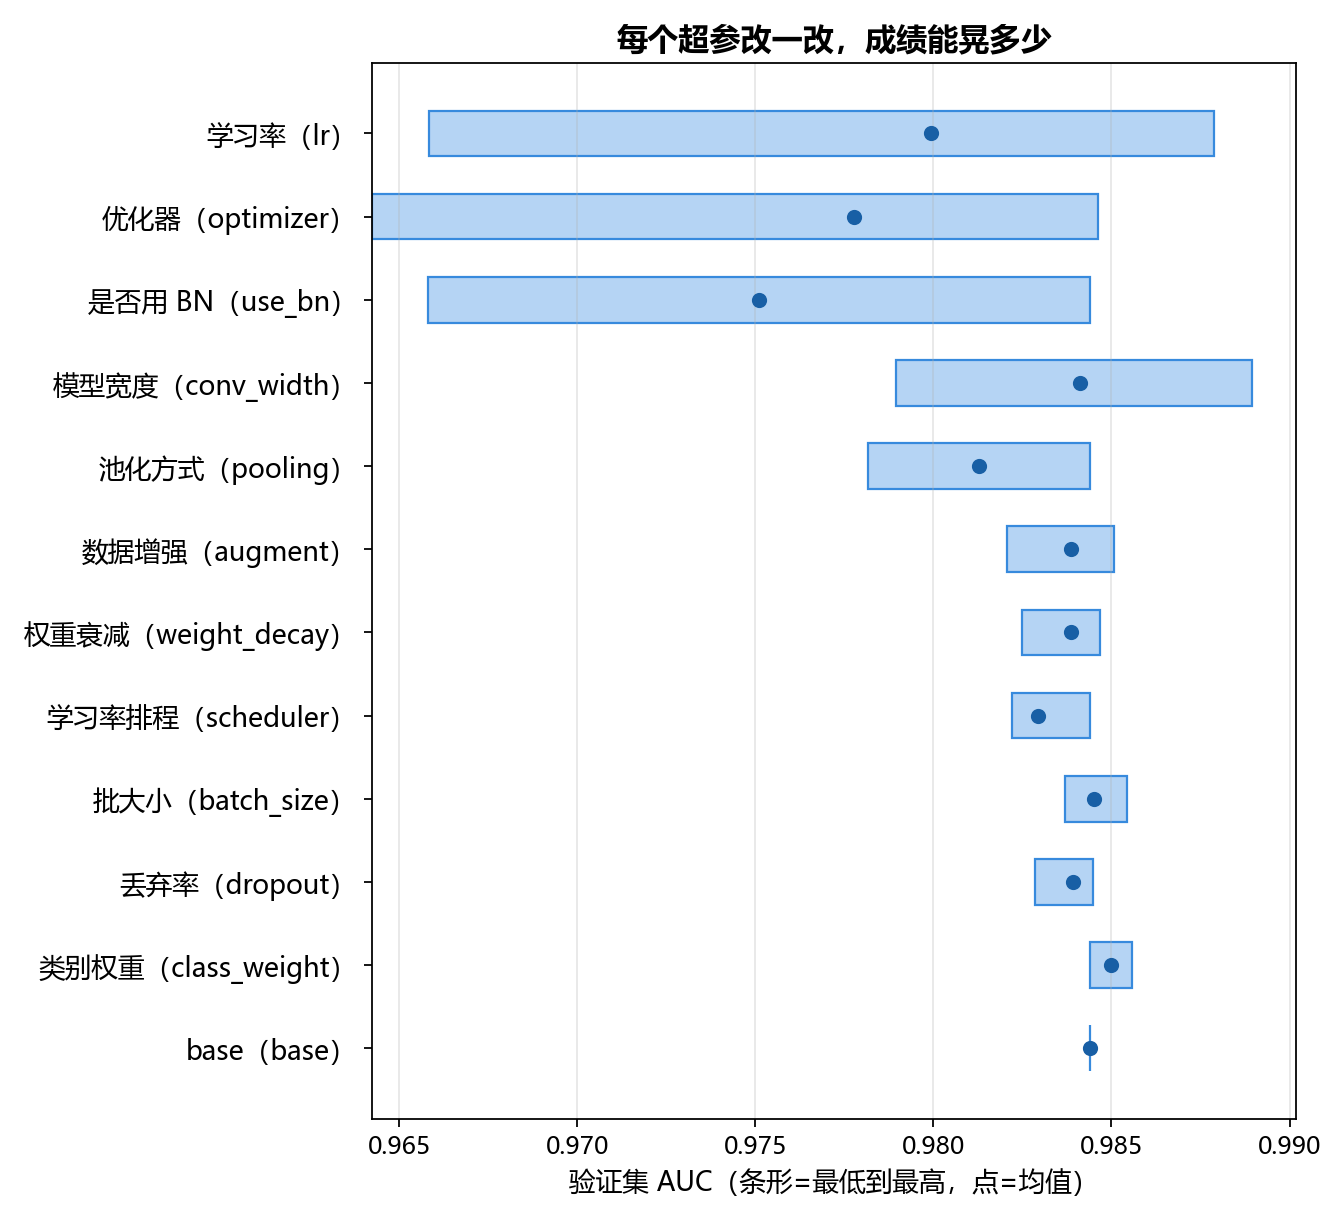 每个超参改一改，成绩能晃多少
学习率（lr）
优化器（optimizer）
是否用 BN（use_bn）
模型宽度（conv_width）
池化方式（pooling）
数据增强（augment）
权重衰减（weight_decay）
学习率排程（scheduler）
批大小（batch_size）
丢弃率（dropout）
类别权重（class_weight）
base（base）
0.965 0.970 0.975 0.980 0.985 0.990
验证集 AUC（条形=最低到最高，点=均值）